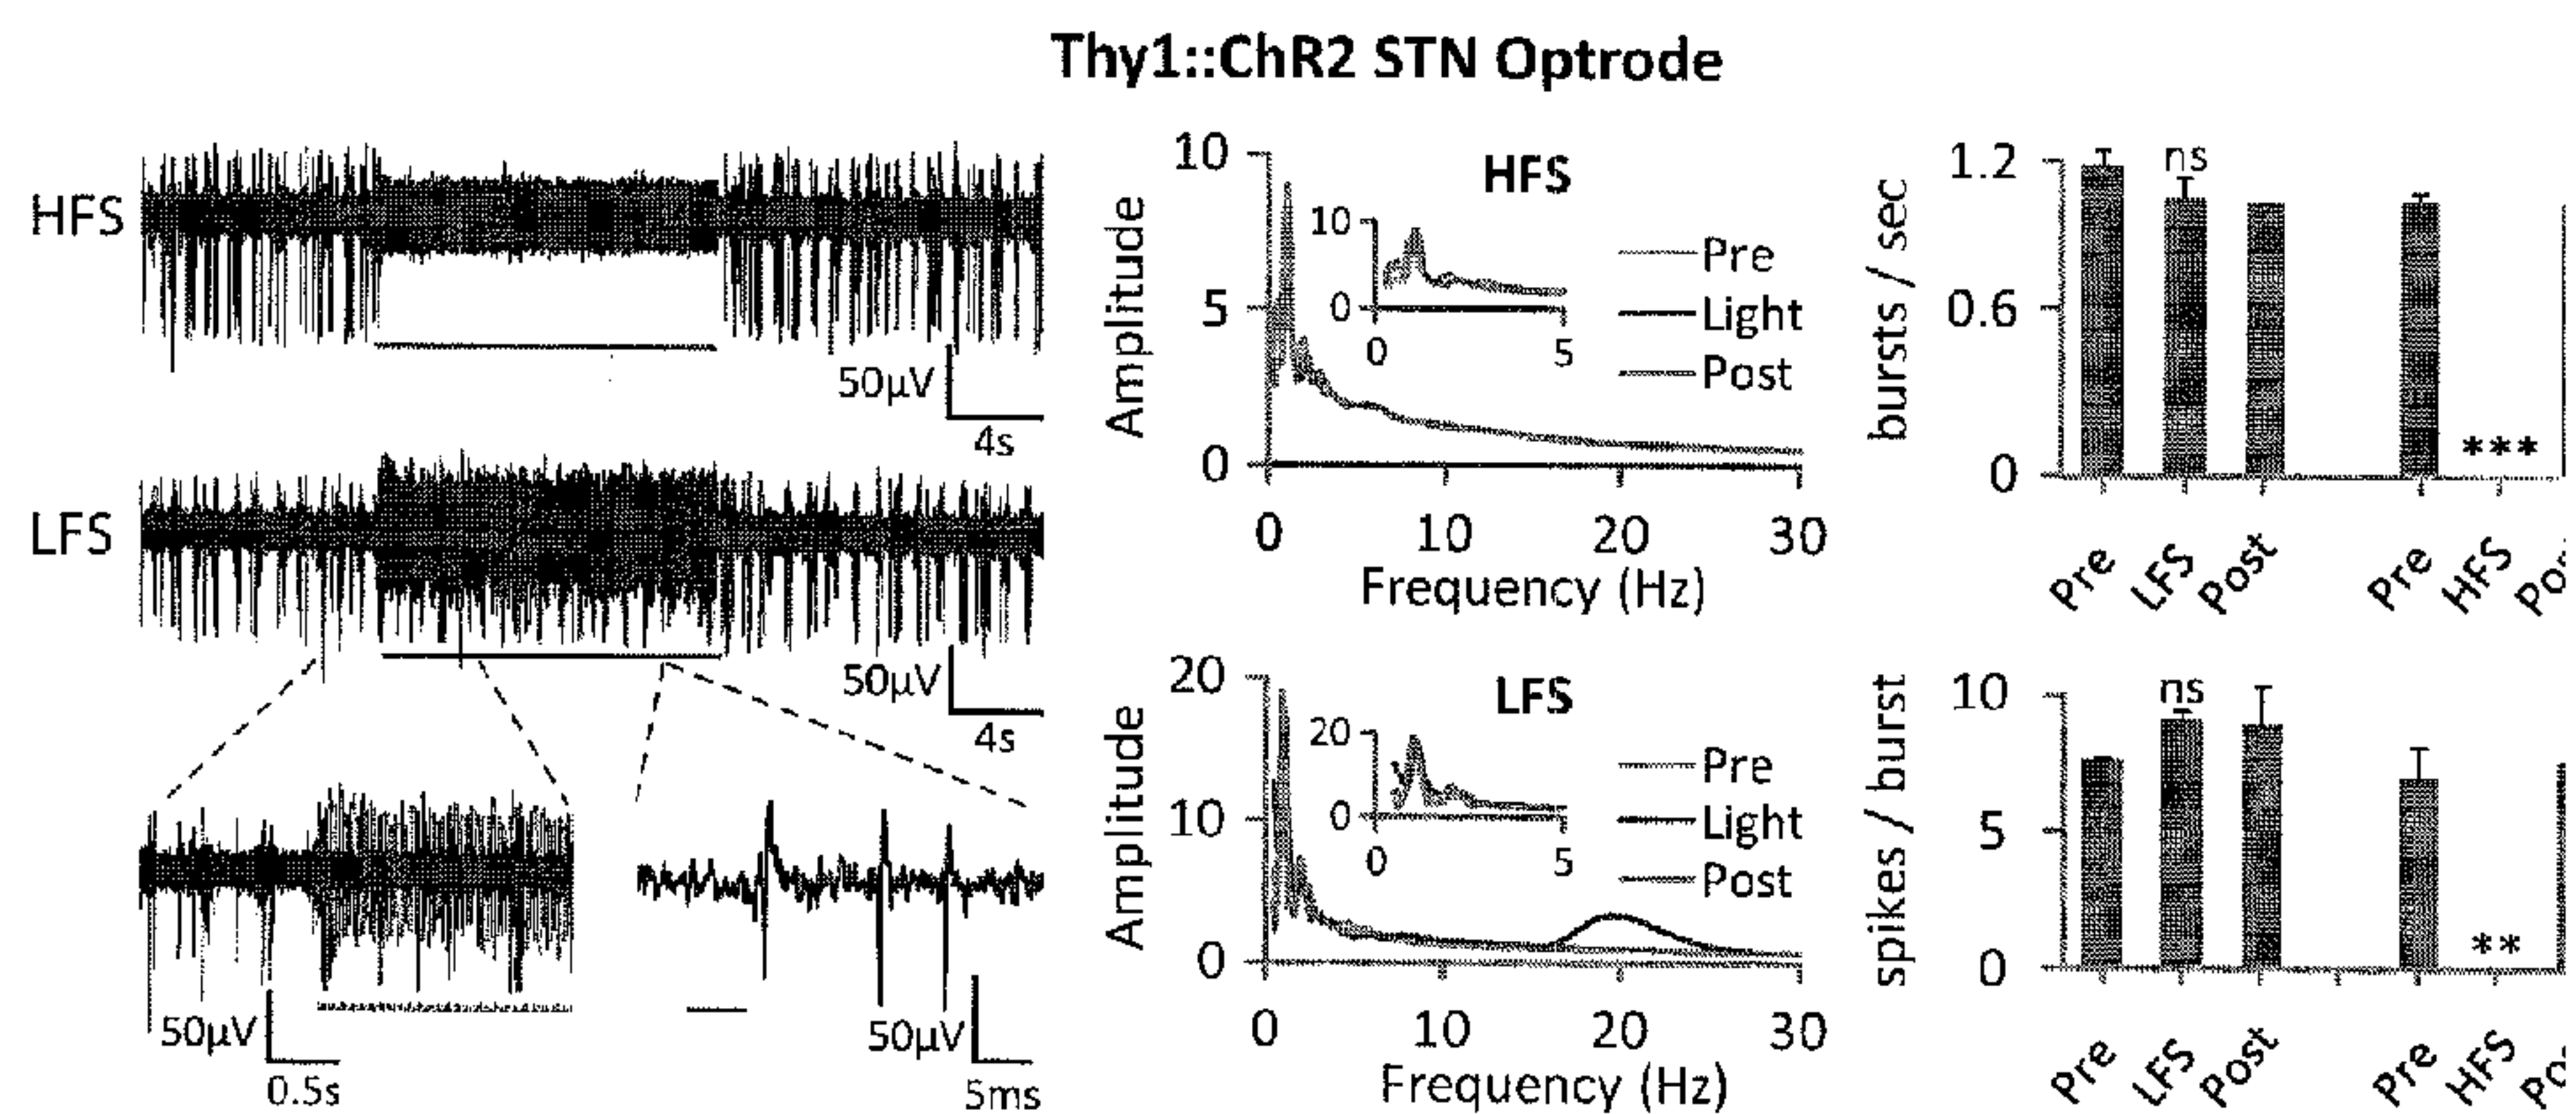 Thy1::ChR2 STN Optrode
HFS
50µV
4s
LFS
50µV
4s
50µV
0.5s
50µV
5ms
10
5
0
Amplitude
HFS
10
0
0
5
Pre
Light
Post
0
10
20
30
Frequency (Hz)
20
10
0
Amplitude
LFS
20
0
0
5
Pre
Light
Post
0
10
20
30
Frequency (Hz)
bursts / sec
1.2
0.6
0
ns
***
Pre
LFS
Post
Pre
HFS
spikes / burst
10
5
0
ns
**
Pre
LFS
Post
Pre
HFS